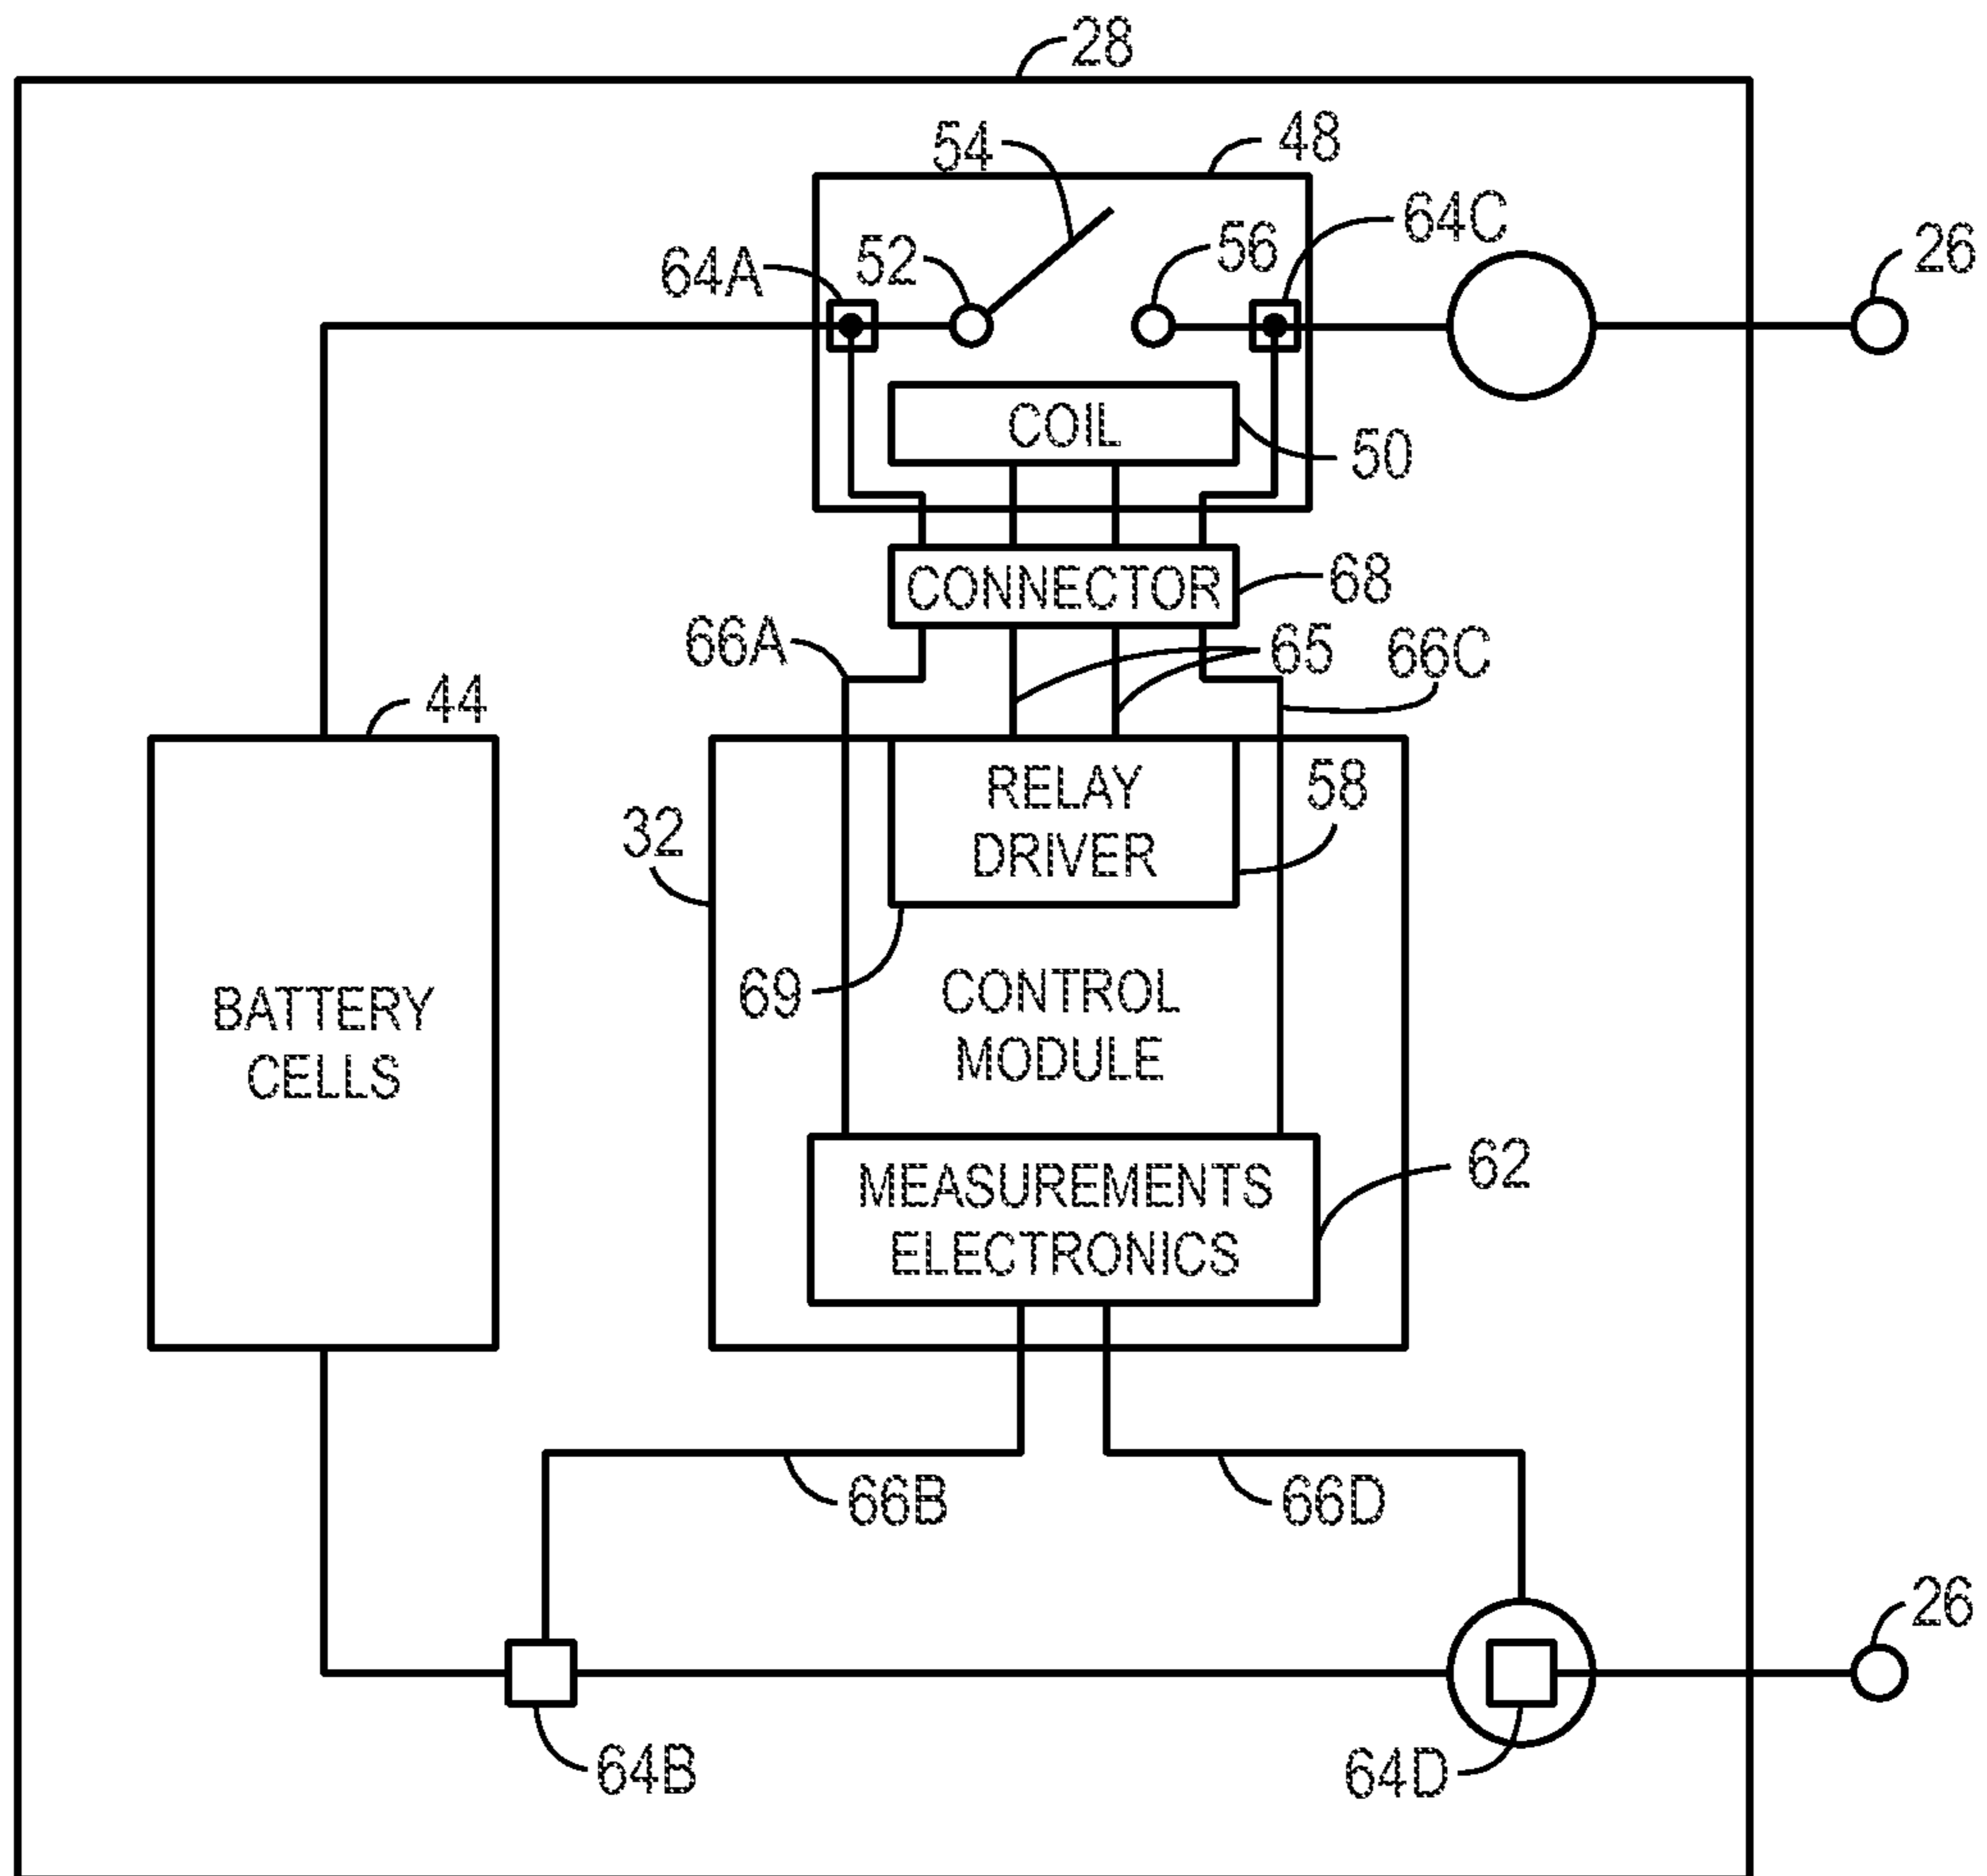 28
54
48
64C
26
64A
52
56
COIL
50
CONNECTOR
68
66A
65
66C
44
RELAY
DRIVER
58
32
69
CONTROL
MODULE
BATTERY
CELLS
MEASUREMENTS
ELECTRONICS
62
66B
66D
26
64B
64D